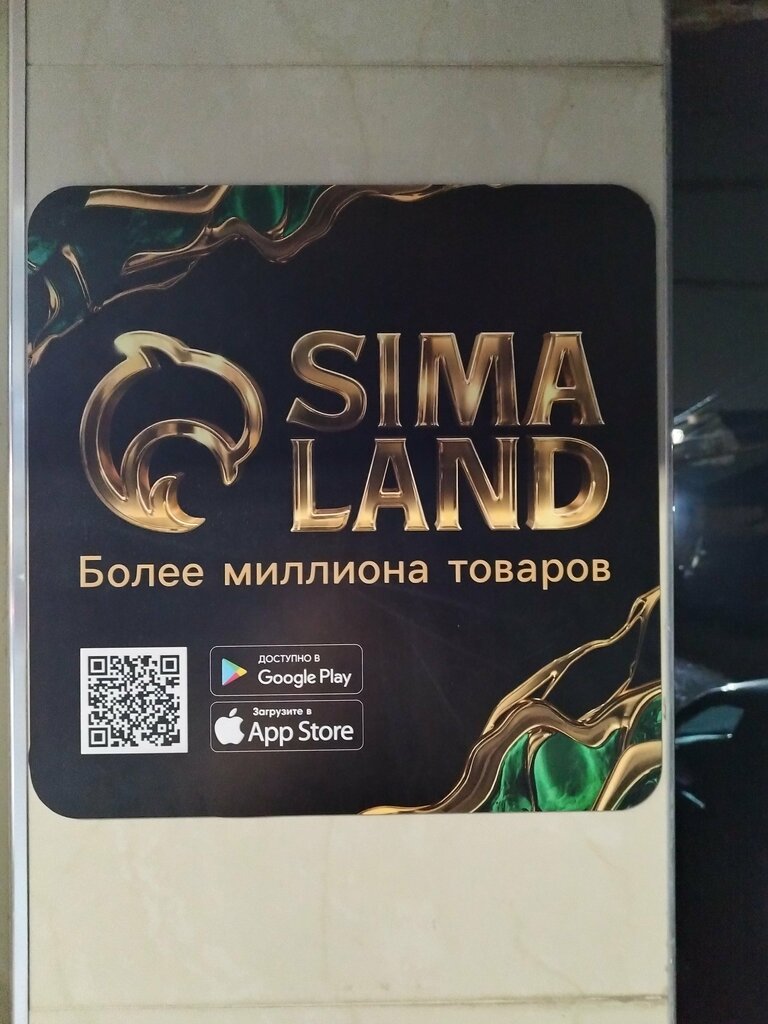 SIMA
LAND
Более миллиона товаров
ДОСТУПНО В
Google Play
Загрузите в
App Store